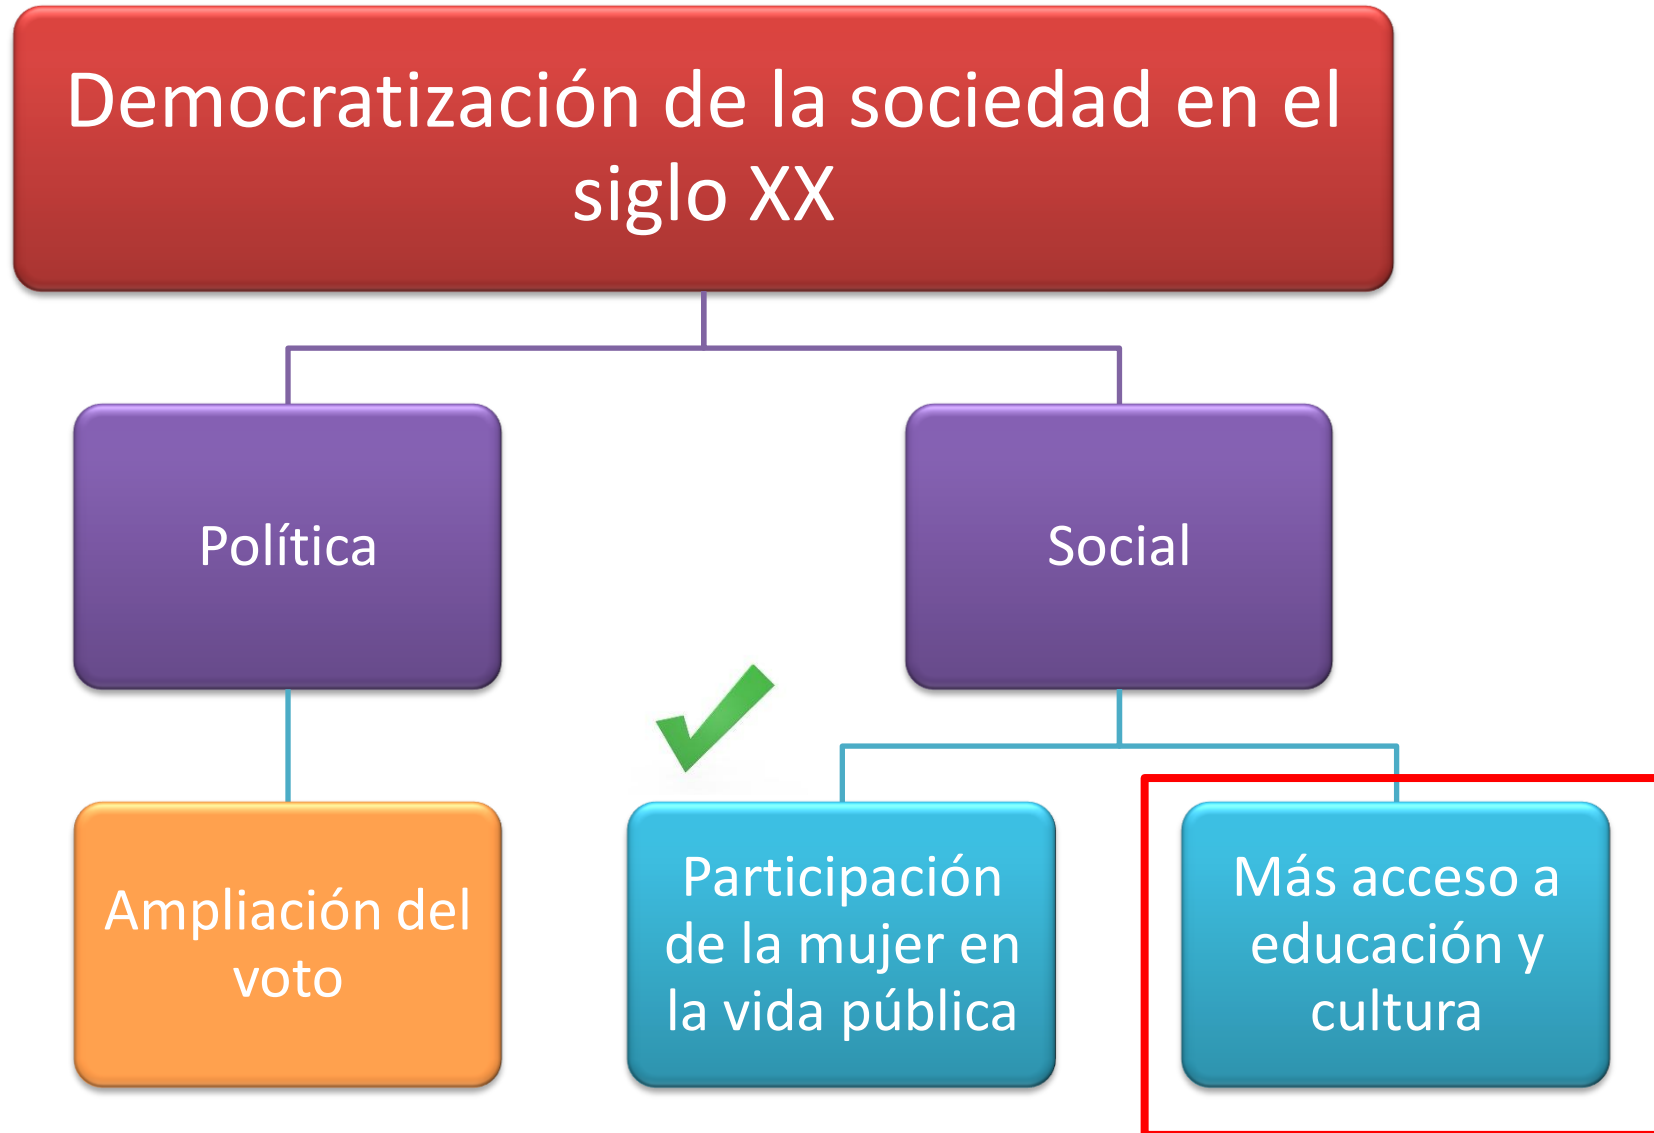 Democratización de la sociedad en el
siglo XX
Política
Social
Ampliación del
voto
Participación
de la mujer en
la vida pública
Más acceso a
educación y
cultura